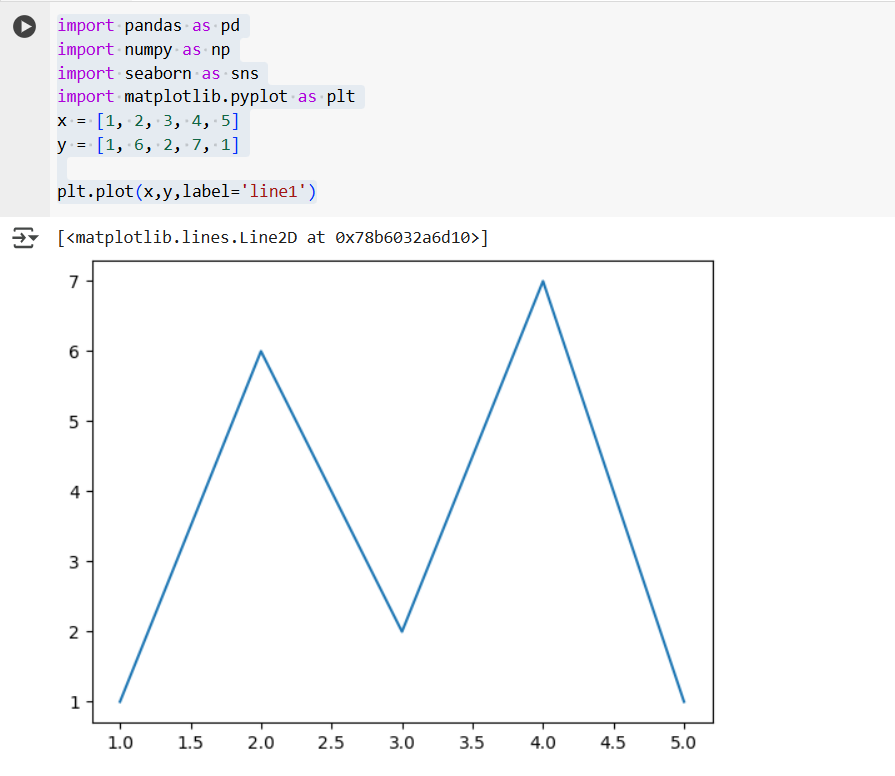 import pandas as pd
import numpy as np
import seaborn as sns
import matplotlib.pyplot as plt
x = [1, 2, 3, 4, 5]
y = [1, 6, 2, 7, 1]
plt.plot(x,y,label='line1')
[<matplotlib.lines.Line2D at 0x78b6032a6d10>]
7
6
5
4
3
2
1
1.0 1.5 2.0 2.5 3.0 3.5 4.0 4.5 5.0